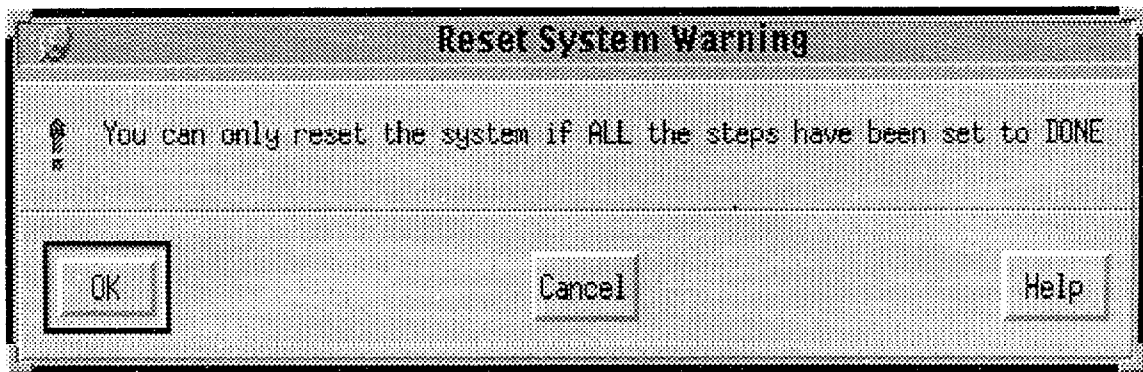 Reset System Warning
You can only reset the system if ALL the steps have been set to DONE
OK
Cancel
Help